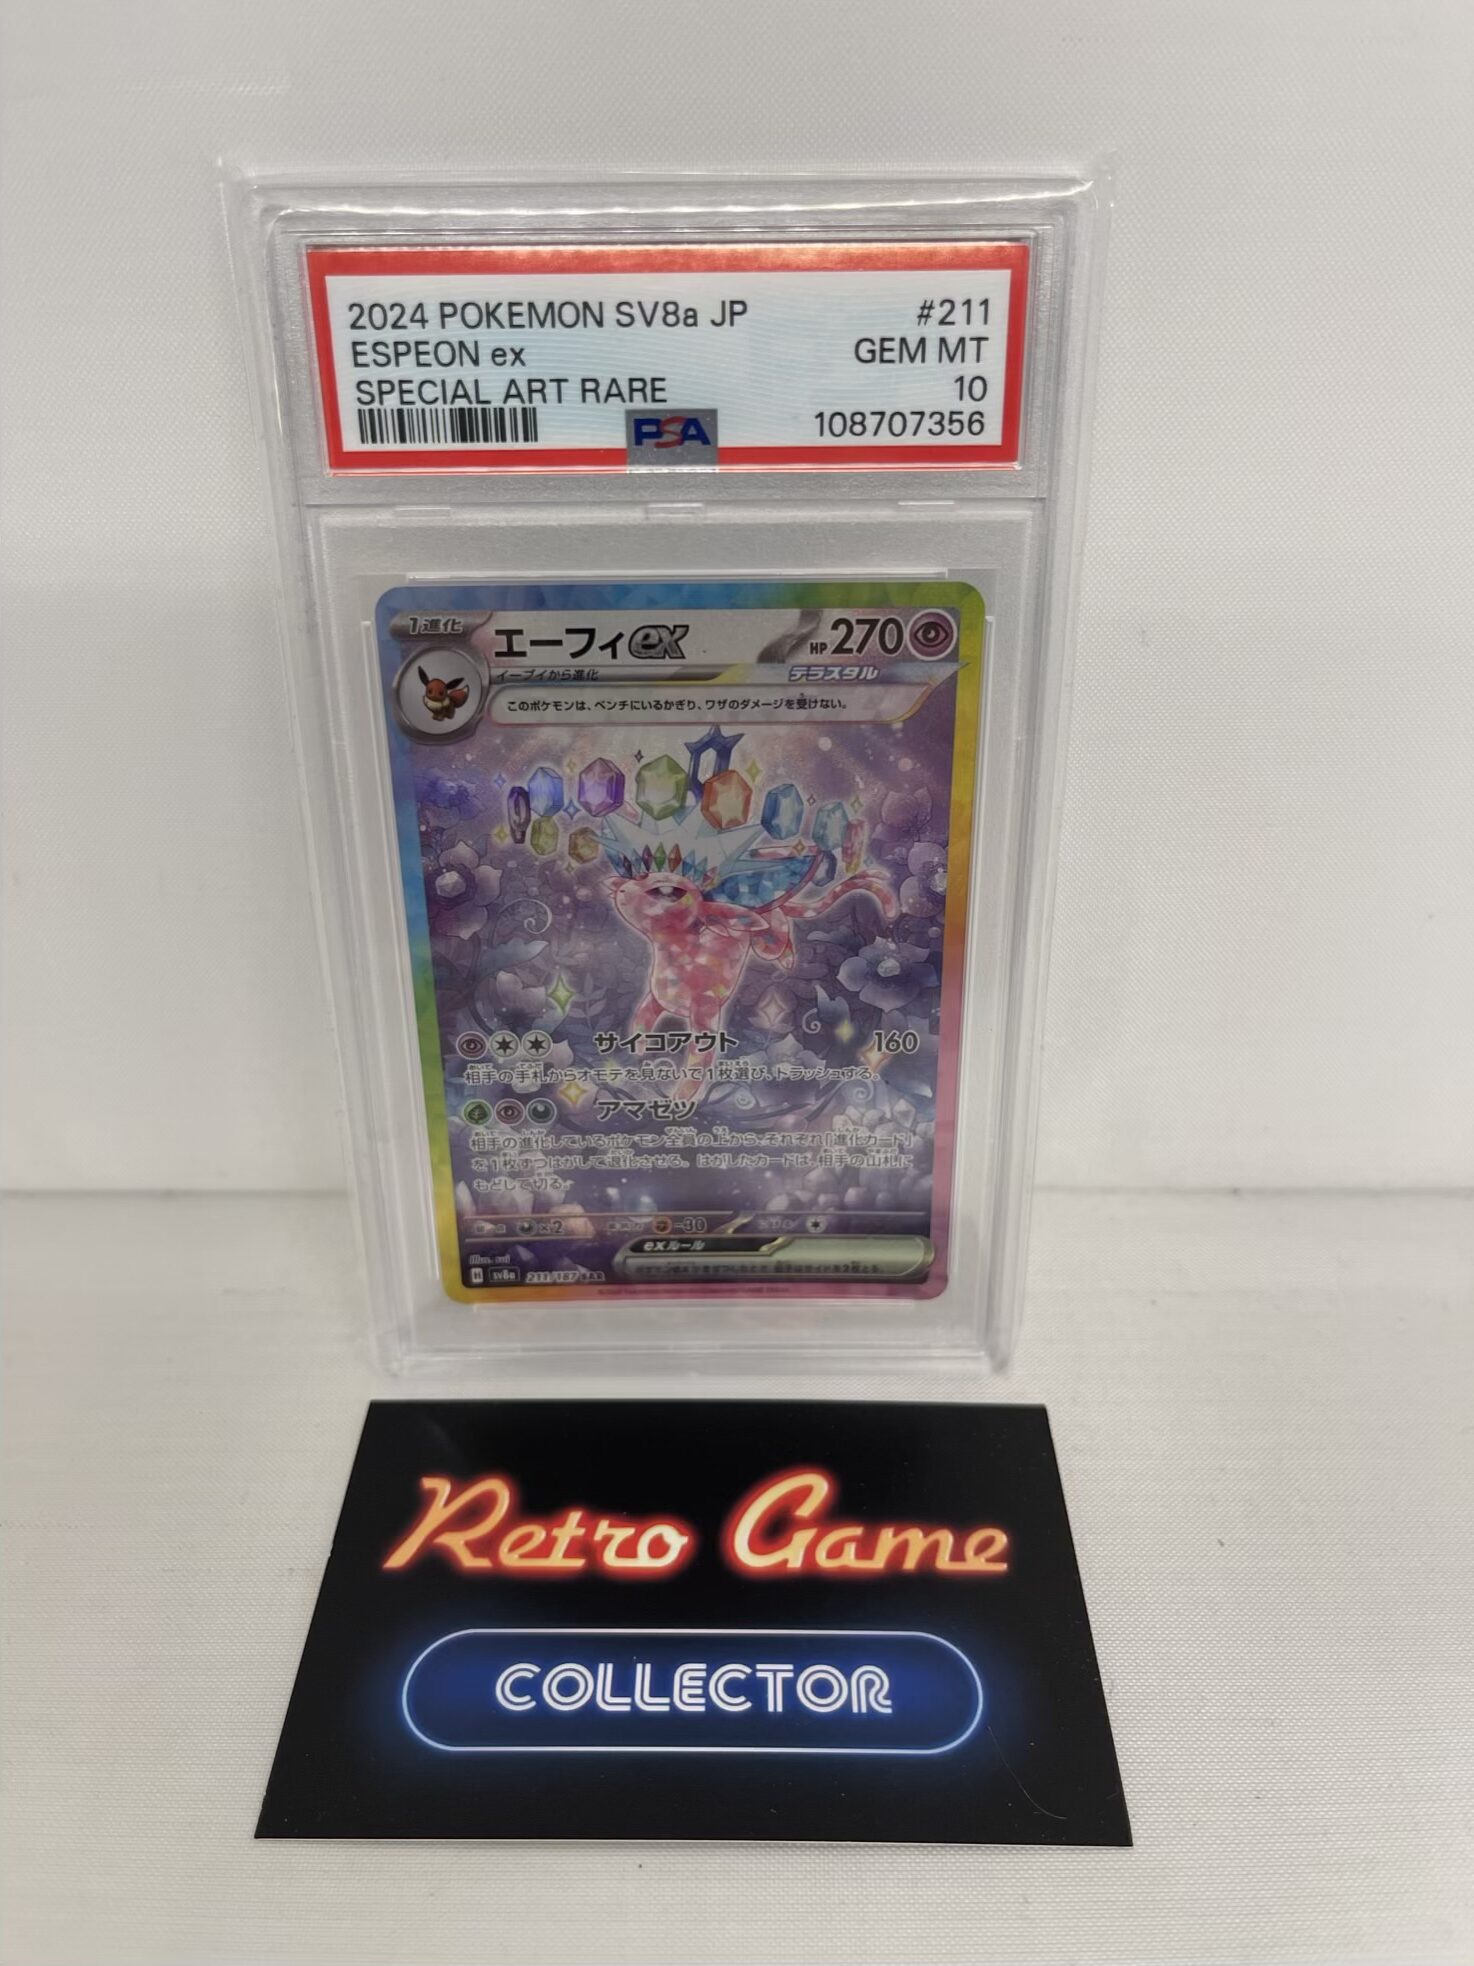 2024 POKEMON SV8a JP #211
ESPEON ex GEM MT
SPECIAL ART RARE 10
PSA 108707356
1進化
エーフィex HP270
イーブイから進化 テラスタル
このポケモンは、ベンチにいるかぎり、ワザのダメージを受けない。
サイコアウト 160
相手の手札からオモテを見ないで1枚選び、トラッシュする。
アマゼツ
相手の進化しているポケモン全員の上から、それぞれ「進化カード」
を1枚ずつはがして退化させる。はがしたカードは、相手の山札に
もどして切る。
×2 -30
exルール
Illus. sui
H sv8a 211/187 SAR
Retro Game
COLLECTOR